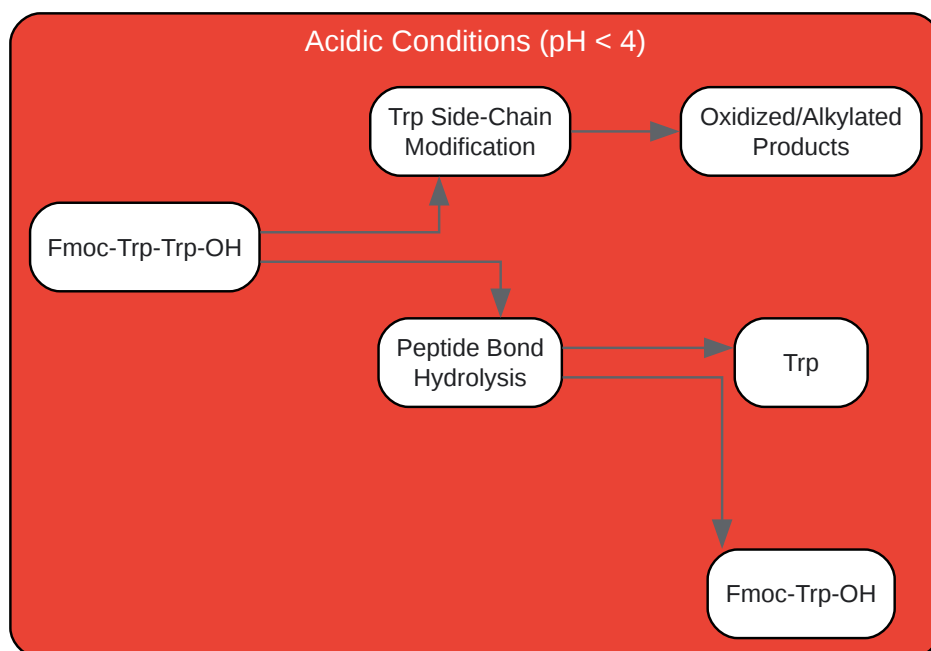 Acidic Conditions (pH < 4)
Trp Side-Chain
Modification
Oxidized/Alkylated
Products
Fmoc-Trp-Trp-OH
Peptide Bond
Hydrolysis
Trp
Fmoc-Trp-OH